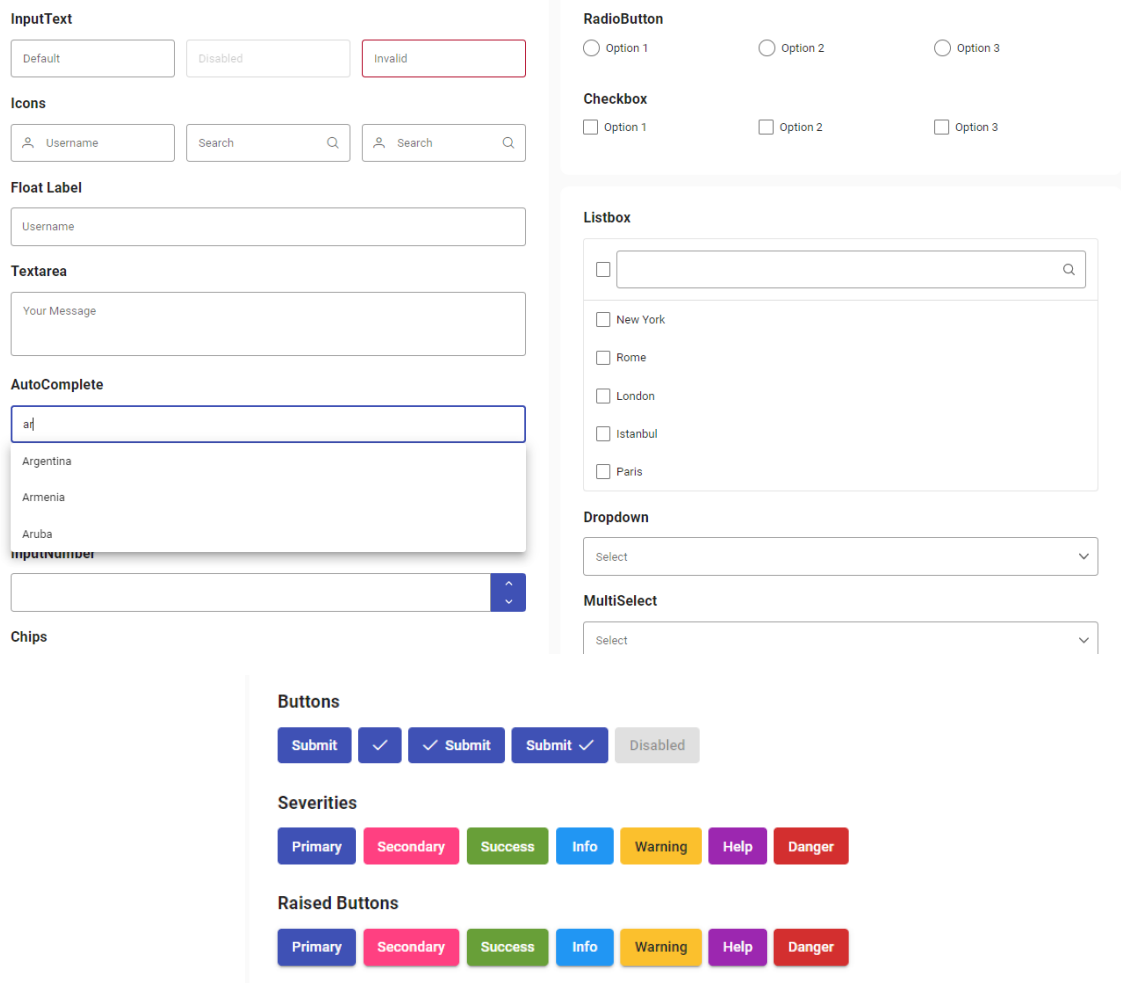 InputText
Default
Disabled
Invalid
Icons
Username
Search
Search
Float Label
Username
Textarea
Your Message
AutoComplete
ar
Argentina
Armenia
Aruba
InputNumber
Chips
RadioButton
Option 1
Option 2
Option 3
Checkbox
Option 1
Option 2
Option 3
Listbox
New York
Rome
London
Istanbul
Paris
Dropdown
Select
MultiSelect
Select
Buttons
Submit
Submit
Submit
Disabled
Severities
Primary
Secondary
Success
Info
Warning
Help
Danger
Raised Buttons
Primary
Secondary
Success
Info
Warning
Help
Danger